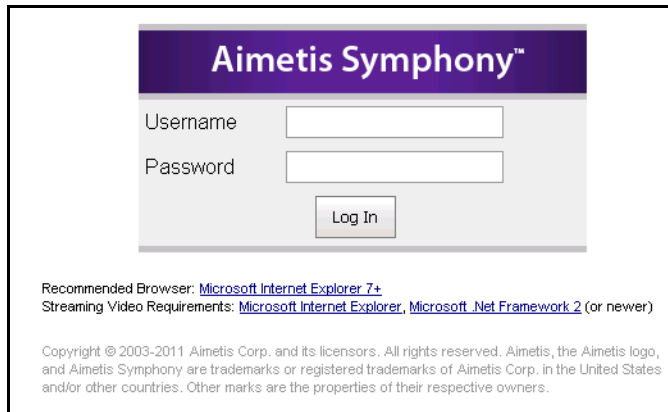 Aimetis Symphony™
Username
Password
Log In
Recommended Browser: Microsoft Internet Explorer 7+
Streaming Video Requirements: Microsoft Internet Explorer, Microsoft .Net Framework 2 (or newer)
Copyright © 2003-2011 Aimetis Corp. and its licensors. All rights reserved. Aimetis, the Aimetis logo,
and Aimetis Symphony are trademarks or registered trademarks of Aimetis Corp. in the United States
and/or other countries. Other marks are the properties of their respective owners.